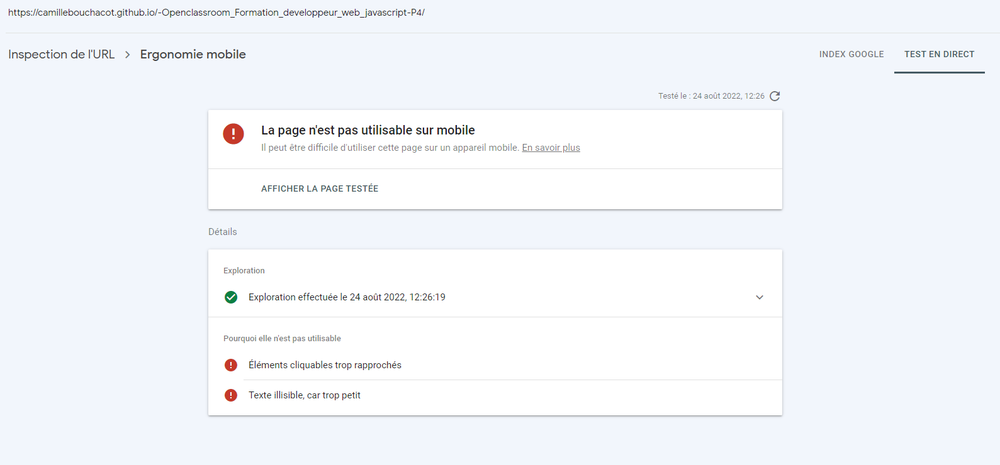 https://camillebouchacot.github.io/-Openclassroom_Formation_developpeur_web_javascript-P4/
Inspection de l'URL > Ergonomie mobile
INDEX GOOGLE
TEST EN DIRECT
Testé le : 24 août 2022, 12:26
La page n'est pas utilisable sur mobile
Il peut être difficile d'utiliser cette page sur un appareil mobile. En savoir plus
AFFICHER LA PAGE TESTÉE
Détails
Exploration
Exploration effectuée le 24 août 2022, 12:26:19
Pourquoi elle n'est pas utilisable
Éléments cliquables trop rapprochés
Texte illisible, car trop petit